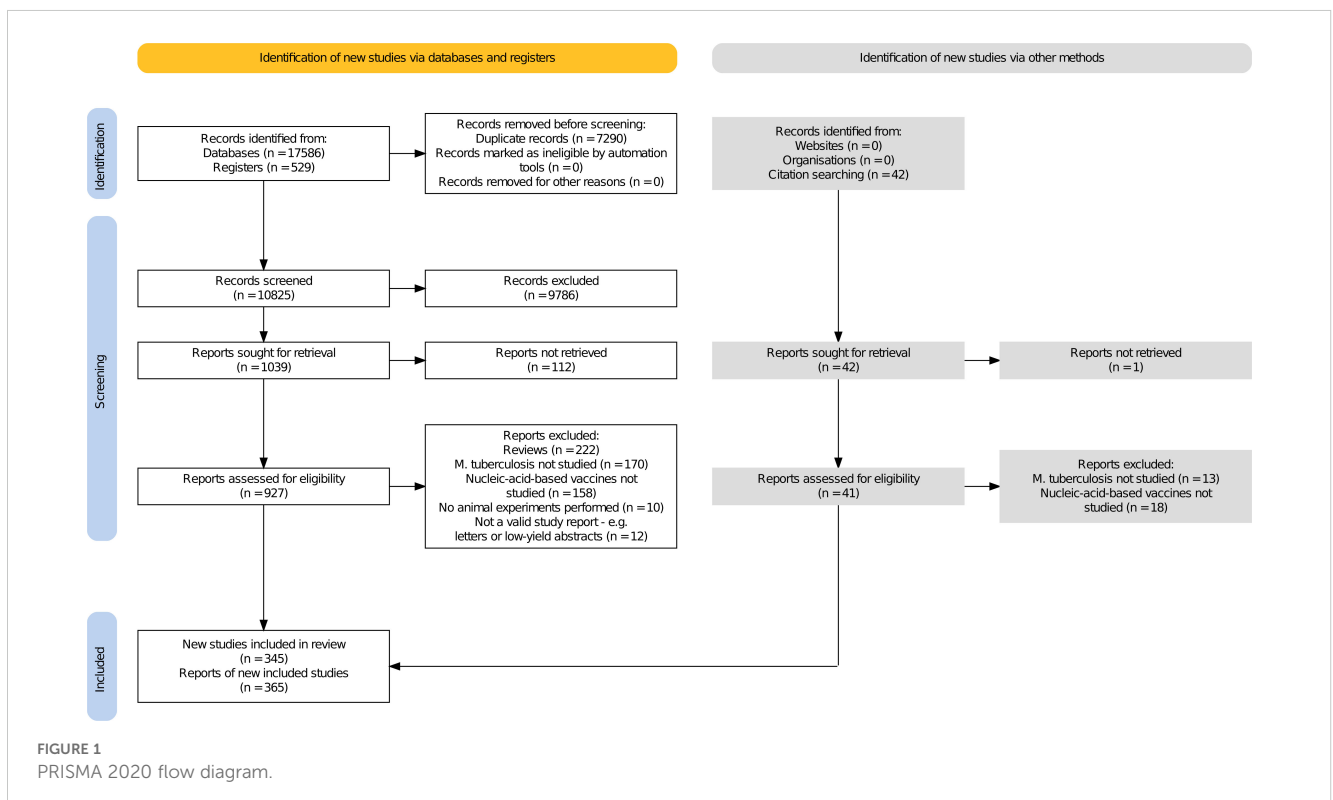 Identification of new studies via databases and registers
Identification of new studies via other methods
Identification
Records identified from:
Databases (n = 17586)
Registers (n = 529)
Records removed before screening:
Duplicate records (n = 7290)
Records marked as ineligible by automation
tools (n = 0)
Records removed for other reasons (n = 0)
Records identified from:
Websites (n = 0)
Organisations (n = 0)
Citation searching (n = 42)
Screening
Records screened
(n = 10825)
Records excluded
(n = 9786)
Reports sought for retrieval
(n = 1039)
Reports not retrieved
(n = 112)
Reports sought for retrieval
(n = 42)
Reports not retrieved
(n = 1)
Reports assessed for eligibility
(n = 927)
Reports excluded:
Reviews (n = 222)
M. tuberculosis not studied (n = 170)
Nucleic-acid-based vaccines not
studied (n = 158)
No animal experiments performed (n = 10)
Not a valid study report - e.g.
letters or low-yield abstracts (n = 12)
Reports assessed for eligibility
(n = 41)
Reports excluded:
M. tuberculosis not studied (n = 13)
Nucleic-acid-based vaccines not
studied (n = 18)
Included
New studies included in review
(n = 345)
Reports of new included studies
(n = 365)
FIGURE 1
PRISMA 2020 flow diagram.